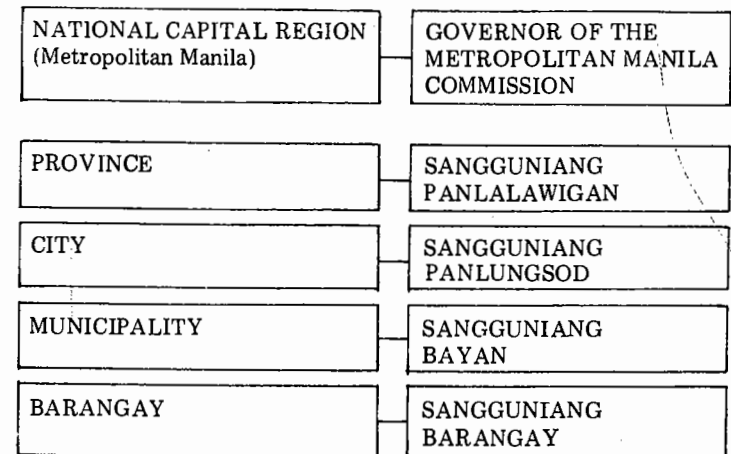 NATIONAL CAPITAL REGION
(Metropolitan Manila)
GOVERNOR OF THE
METROPOLITAN MANILA
COMMISSION
PROVINCE
SANGGUNIANG
PANLALAWIGAN
CITY
SANGGUNIANG
PANLUNGSOD
MUNICIPALITY
SANGGUNIANG
BAYAN
BARANGAY
SANGGUNIANG
BARANGAY